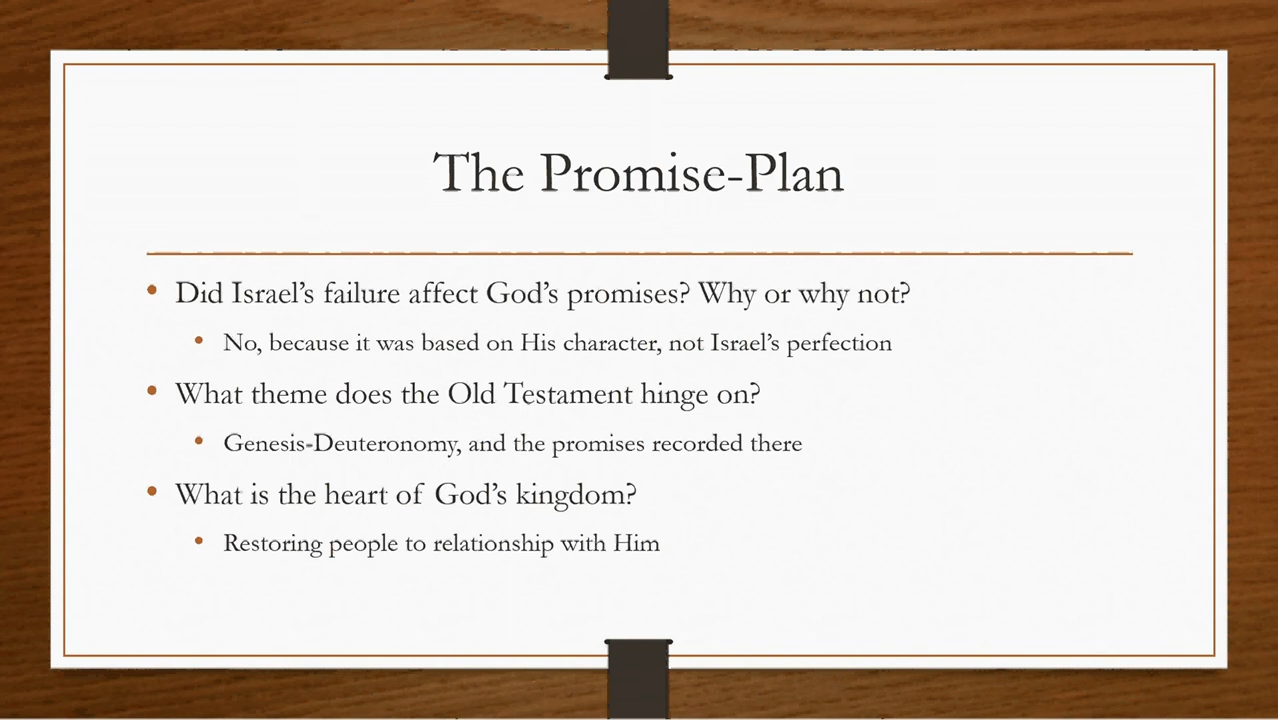 The Promise-Plan
• Did Israel's failure affect God's promises? Why or why not?
• No, because it was based on His character, not Israel's perfection
• What theme does the Old Testament hinge on?
• Genesis-Deuteronomy, and the promises recorded there
• What is the heart of God's kingdom?
• Restoring people to relationship with Him